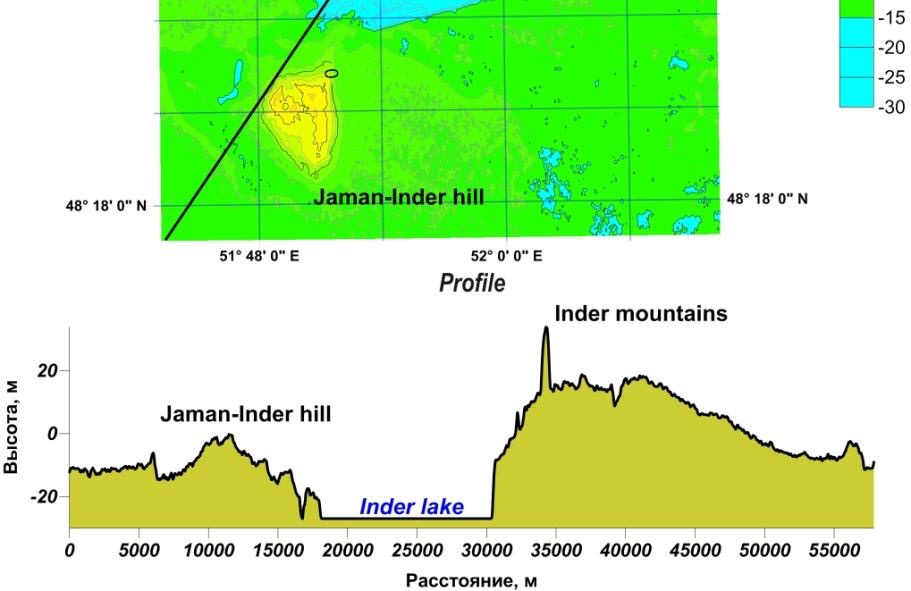 -15
-20
-25
-30
0
Jaman-Inder hill
48° 18' 0" N
48° 18' 0" N
51° 48' 0" E
52° 0' 0" E
Profile
Inder mountains
Jaman-Inder hill
Высота, м
20
0
-20
Inder lake
0 5000 10000 15000 20000 25000 30000 35000 40000 45000 50000 55000
Расстояние, м